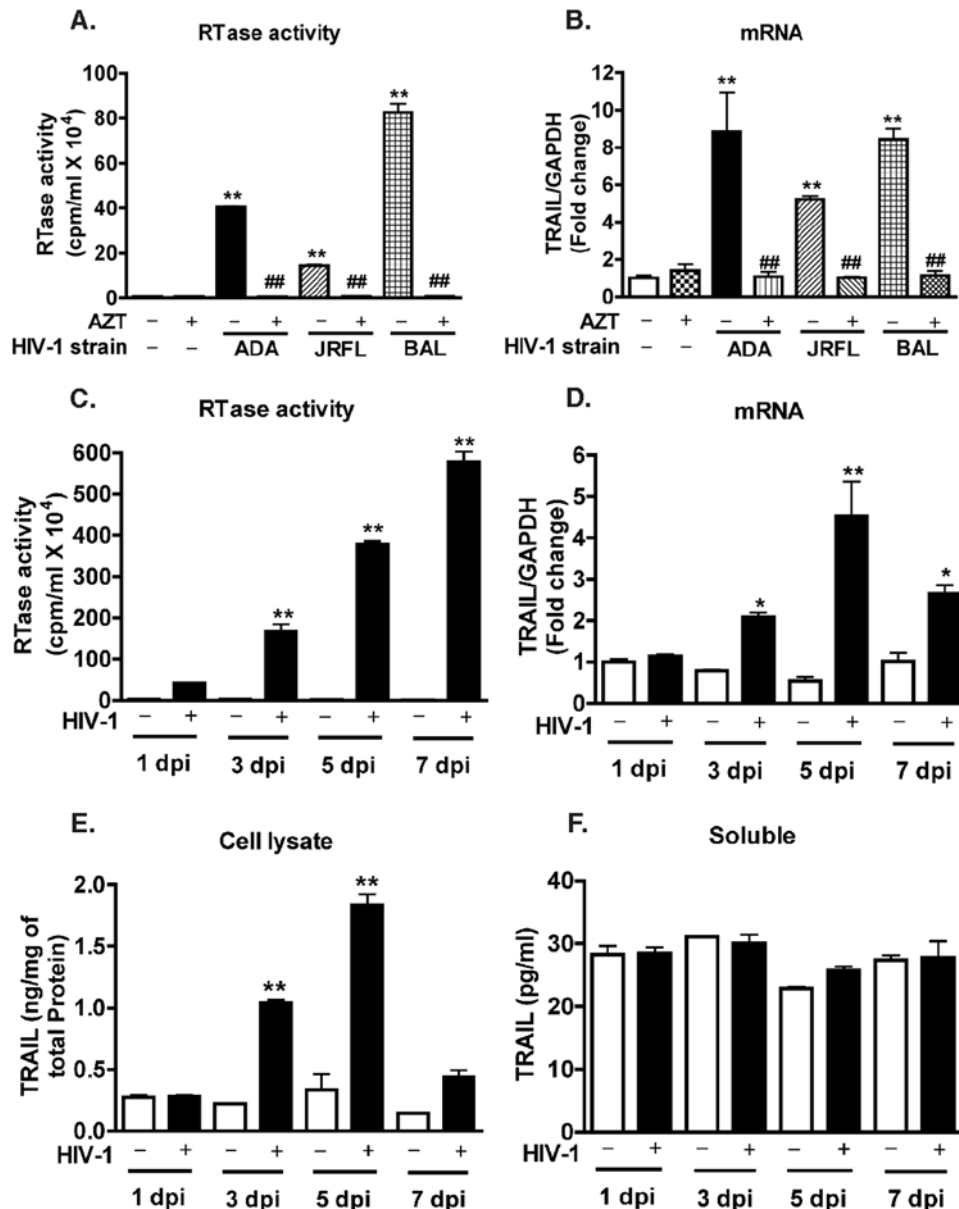 A.
RTase activity
RTase activity
(cpm/ml X 10⁴)
100
80
60
40
20
0
**
##
**
##
**
##
AZT – + – + – + – +
HIV-1 strain – – ADA JRFL BAL
B.
mRNA
TRAIL/GAPDH
(Fold change)
12
10
8
6
4
2
0
**
##
**
##
**
##
AZT – + – + – + – +
HIV-1 strain – – ADA JRFL BAL
C.
RTase activity
RTase activity
(cpm/ml X 10⁴)
600
500
400
300
200
100
0
**
**
**
HIV-1 – + – + – + – +
1 dpi 3 dpi 5 dpi 7 dpi
D.
mRNA
TRAIL/GAPDH
(Fold change)
6
5
4
3
2
1
0
*
**
*
HIV-1 – + – + – + – +
1 dpi 3 dpi 5 dpi 7 dpi
E.
Cell lysate
TRAIL (ng/mg of
total Protein)
2.0
1.5
1.0
0.5
0.0
**
**
HIV-1 – + – + – + – +
1 dpi 3 dpi 5 dpi 7 dpi
F.
Soluble
TRAIL (pg/ml)
40
30
20
10
0
HIV-1 – + – + – + – +
1 dpi 3 dpi 5 dpi 7 dpi